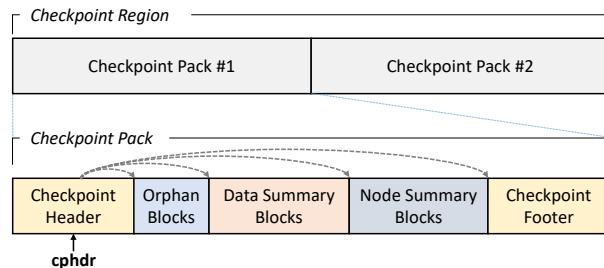 Checkpoint Region
Checkpoint Pack #1
Checkpoint Pack #2
Checkpoint Pack
Checkpoint
Header
Orphan
Blocks
Data Summary
Blocks
Node Summary
Blocks
Checkpoint
Footer
cphdr